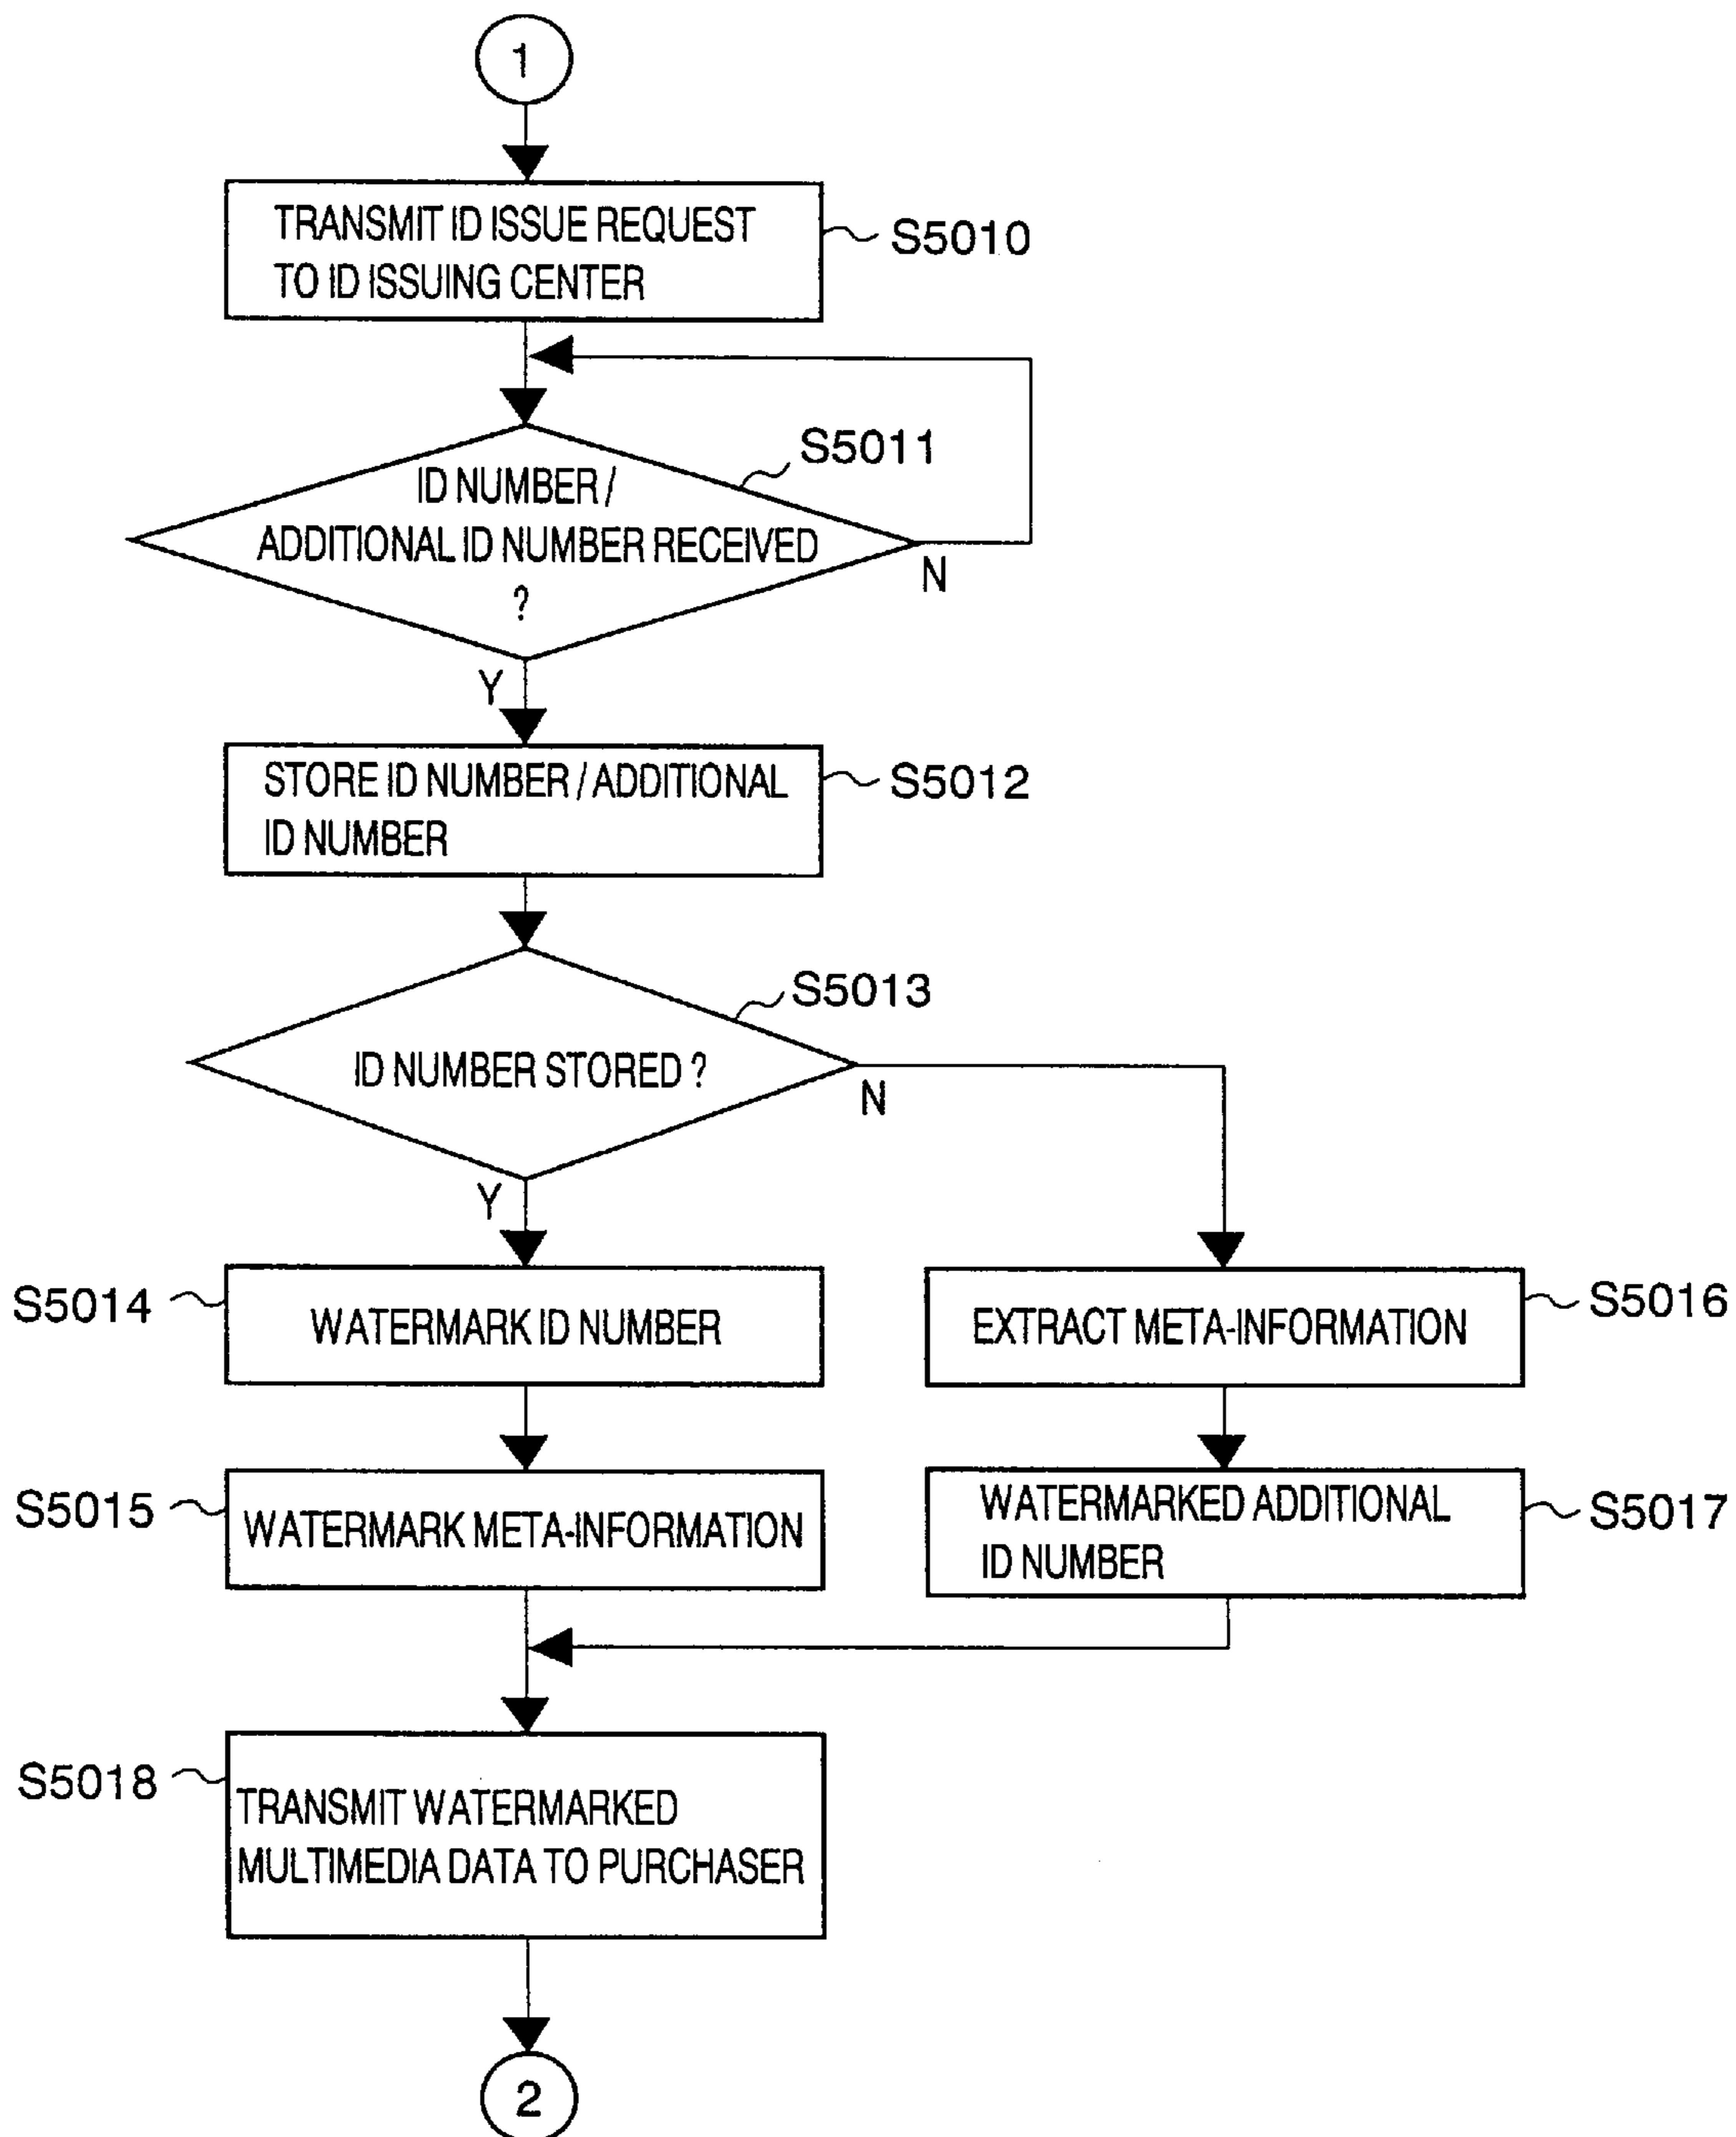 1
TRANSMIT ID ISSUE REQUEST
TO ID ISSUING CENTER
S5010
S5011
ID NUMBER /
ADDITIONAL ID NUMBER RECEIVED
?
N
Y
STORE ID NUMBER / ADDITIONAL
ID NUMBER
S5012
S5013
ID NUMBER STORED ?
N
Y
S5014
WATERMARK ID NUMBER
EXTRACT META-INFORMATION
S5016
S5015
WATERMARK META-INFORMATION
WATERMARKED ADDITIONAL
ID NUMBER
S5017
S5018
TRANSMIT WATERMARKED
MULTIMEDIA DATA TO PURCHASER
2